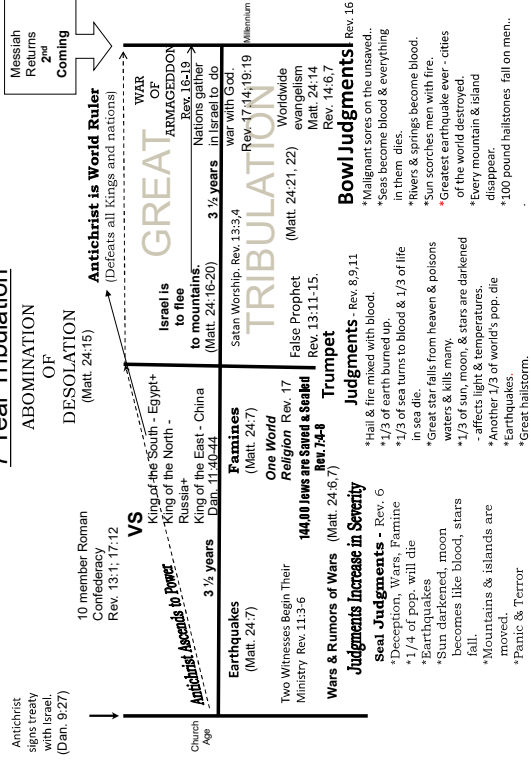 7 Year Tribulation
Antichrist
signs treaty
with Israel.
(Dan. 9:27)
10 member Roman
Confederacy
Rev. 13:1; 17:12
ABOMINATION
OF
DESOLATION
(Matt. 24:15)
Antichrist is World Ruler
(Defeats all Kings and nations)
Messiah
Returns
2nd
Coming
VS
King of the South - Egypt+
King of the North -
Russia+
King of the East - China
Dan. 11:40-44
Antichrist Ascends to Power
3 ½ years
Israel is
to flee
to mountains.
(Matt. 24:16-20)
GREAT
WAR
OF
ARMAGEDDON
Rev. 16-19
Nations gather
in Israel to do
war with God.
Rev. 17:14;19:19
3 ½ years
Church
Age
Millennium
Earthquakes
(Matt. 24:7)
Famines
(Matt. 24:7)
Satan Worship. Rev. 13:3,4
TRIBULATION
(Matt. 24:21, 22)
Two Witnesses Begin Their
Ministry Rev. 11:3-6
One World
Religion Rev. 17
False Prophet
Rev. 13:11-15.
Worldwide
evangelism
Matt. 24:14
Rev. 14:6,7
144,00 Jews are Saved & Sealed
Rev. 7:4-8
Wars & Rumors of Wars (Matt. 24:6,7)
Judgments Increase in Severity
Seal Judgments - Rev. 6
*Deception, Wars, Famine
*1/4 of pop. will die
*Earthquakes
*Sun darkened, moon
becomes like blood, stars
fall.
*Mountains & islands are
moved.
*Panic & Terror
Trumpet
Judgments - Rev. 8,9,11
*Hail & fire mixed with blood.
*1/3 of earth burned up.
*1/3 of sea turns to blood & 1/3 of life
in sea die.
*Great star falls from heaven & poisons
waters & kills many.
*1/3 of sun, moon, & stars are darkened
- affects light & temperatures.
*Another 1/3 of world's pop. die
*Earthquakes.
*Great hailstorm.
Bowl Judgments Rev. 16
*Malignant sores on the unsaved..
*Seas become blood & everything
in them dies.
*Rivers & springs become blood.
*Sun scorches men with fire.
*Greatest earthquake ever - cities
of the world destroyed.
*Every mountain & island
disappear.
*100 pound hailstones fall on men..
.